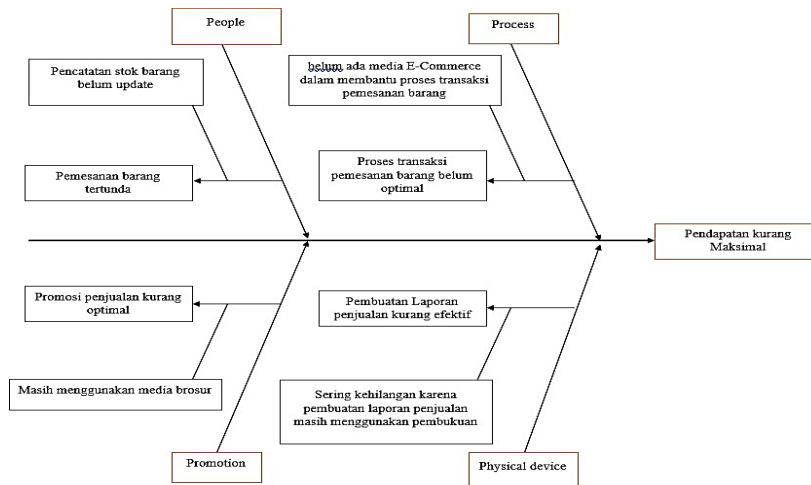 People
Process
Pencatatan stok barang
belum update
belum ada media E-Commerce
dalam membantu proses transaksi
pemesanan barang
Pemesanan barang
tertunda
Proses transaksi
pemesanan barang belum
optimal
Pendapatan kurang
Maksimal
Promosi penjualan kurang
optimal
Pembuatan Laporan
penjualan kurang efektif
Masih menggunakan media brosur
Sering kehilangan karena
pembuatan laporan penjualan
masih menggunakan pembukuan
Promotion
Physical device